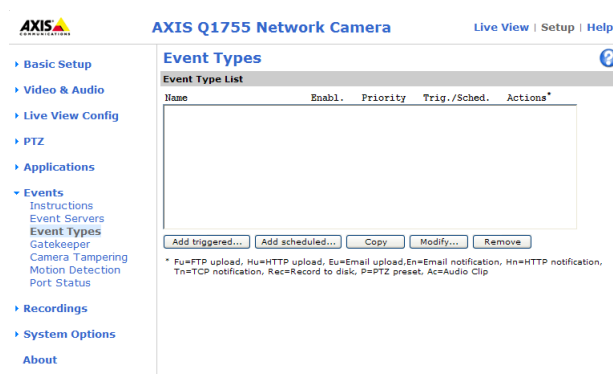 AXIS
COMMUNICATIONS
AXIS Q1755 Network Camera
Live View | Setup | Help
Basic Setup
Video & Audio
Live View Config
PTZ
Applications
Events
Instructions
Event Servers
Event Types
Gatekeeper
Camera Tampering
Motion Detection
Port Status
Recordings
System Options
About
Event Types
?
Event Type List
Name Enabl. Priority Trig./Sched. Actions*
Add triggered... Add scheduled... Copy Modify... Remove
* Fu=FTP upload, Hu=HTTP upload, Eu=Email upload,En=Email notification, Hn=HTTP notification,
Tn=TCP notification, Rec=Record to disk, P=PTZ preset, Ac=Audio Clip